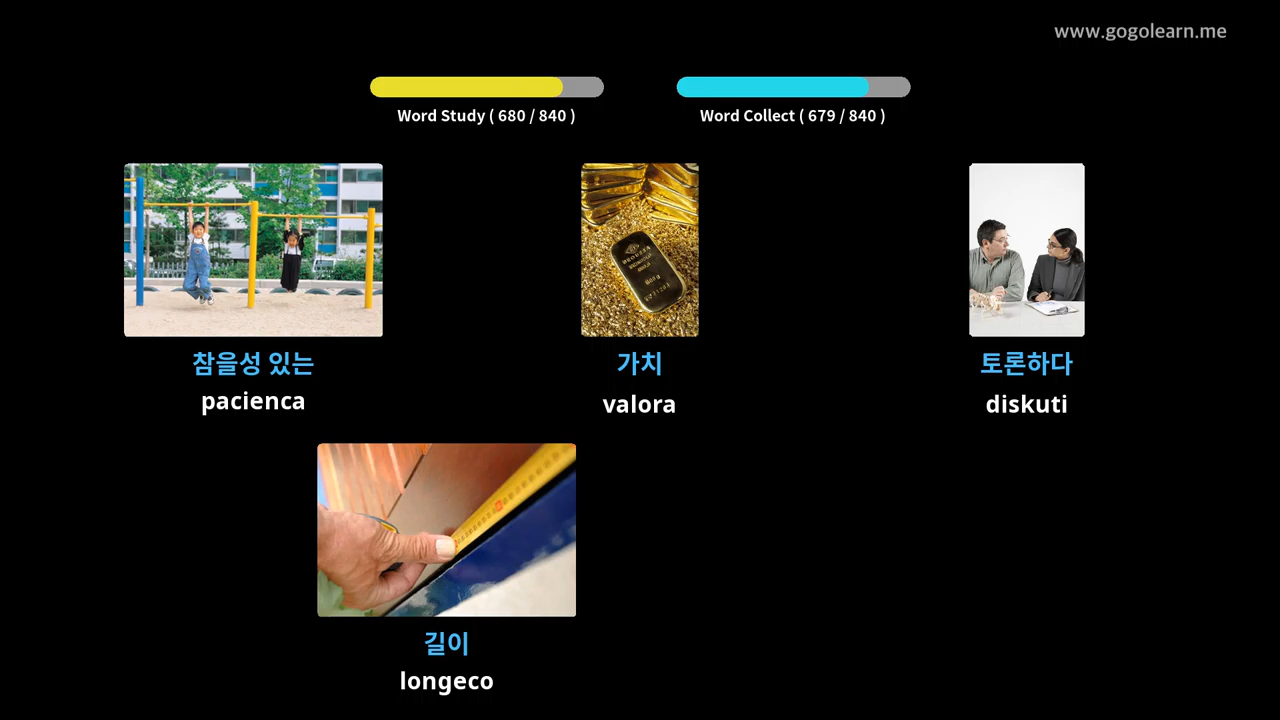 www.gogolearn.me
Word Study ( 680 / 840 )
Word Collect ( 679 / 840 )
참을성 있는
pacienca
가치
valora
토론하다
diskuti
길이
longeco